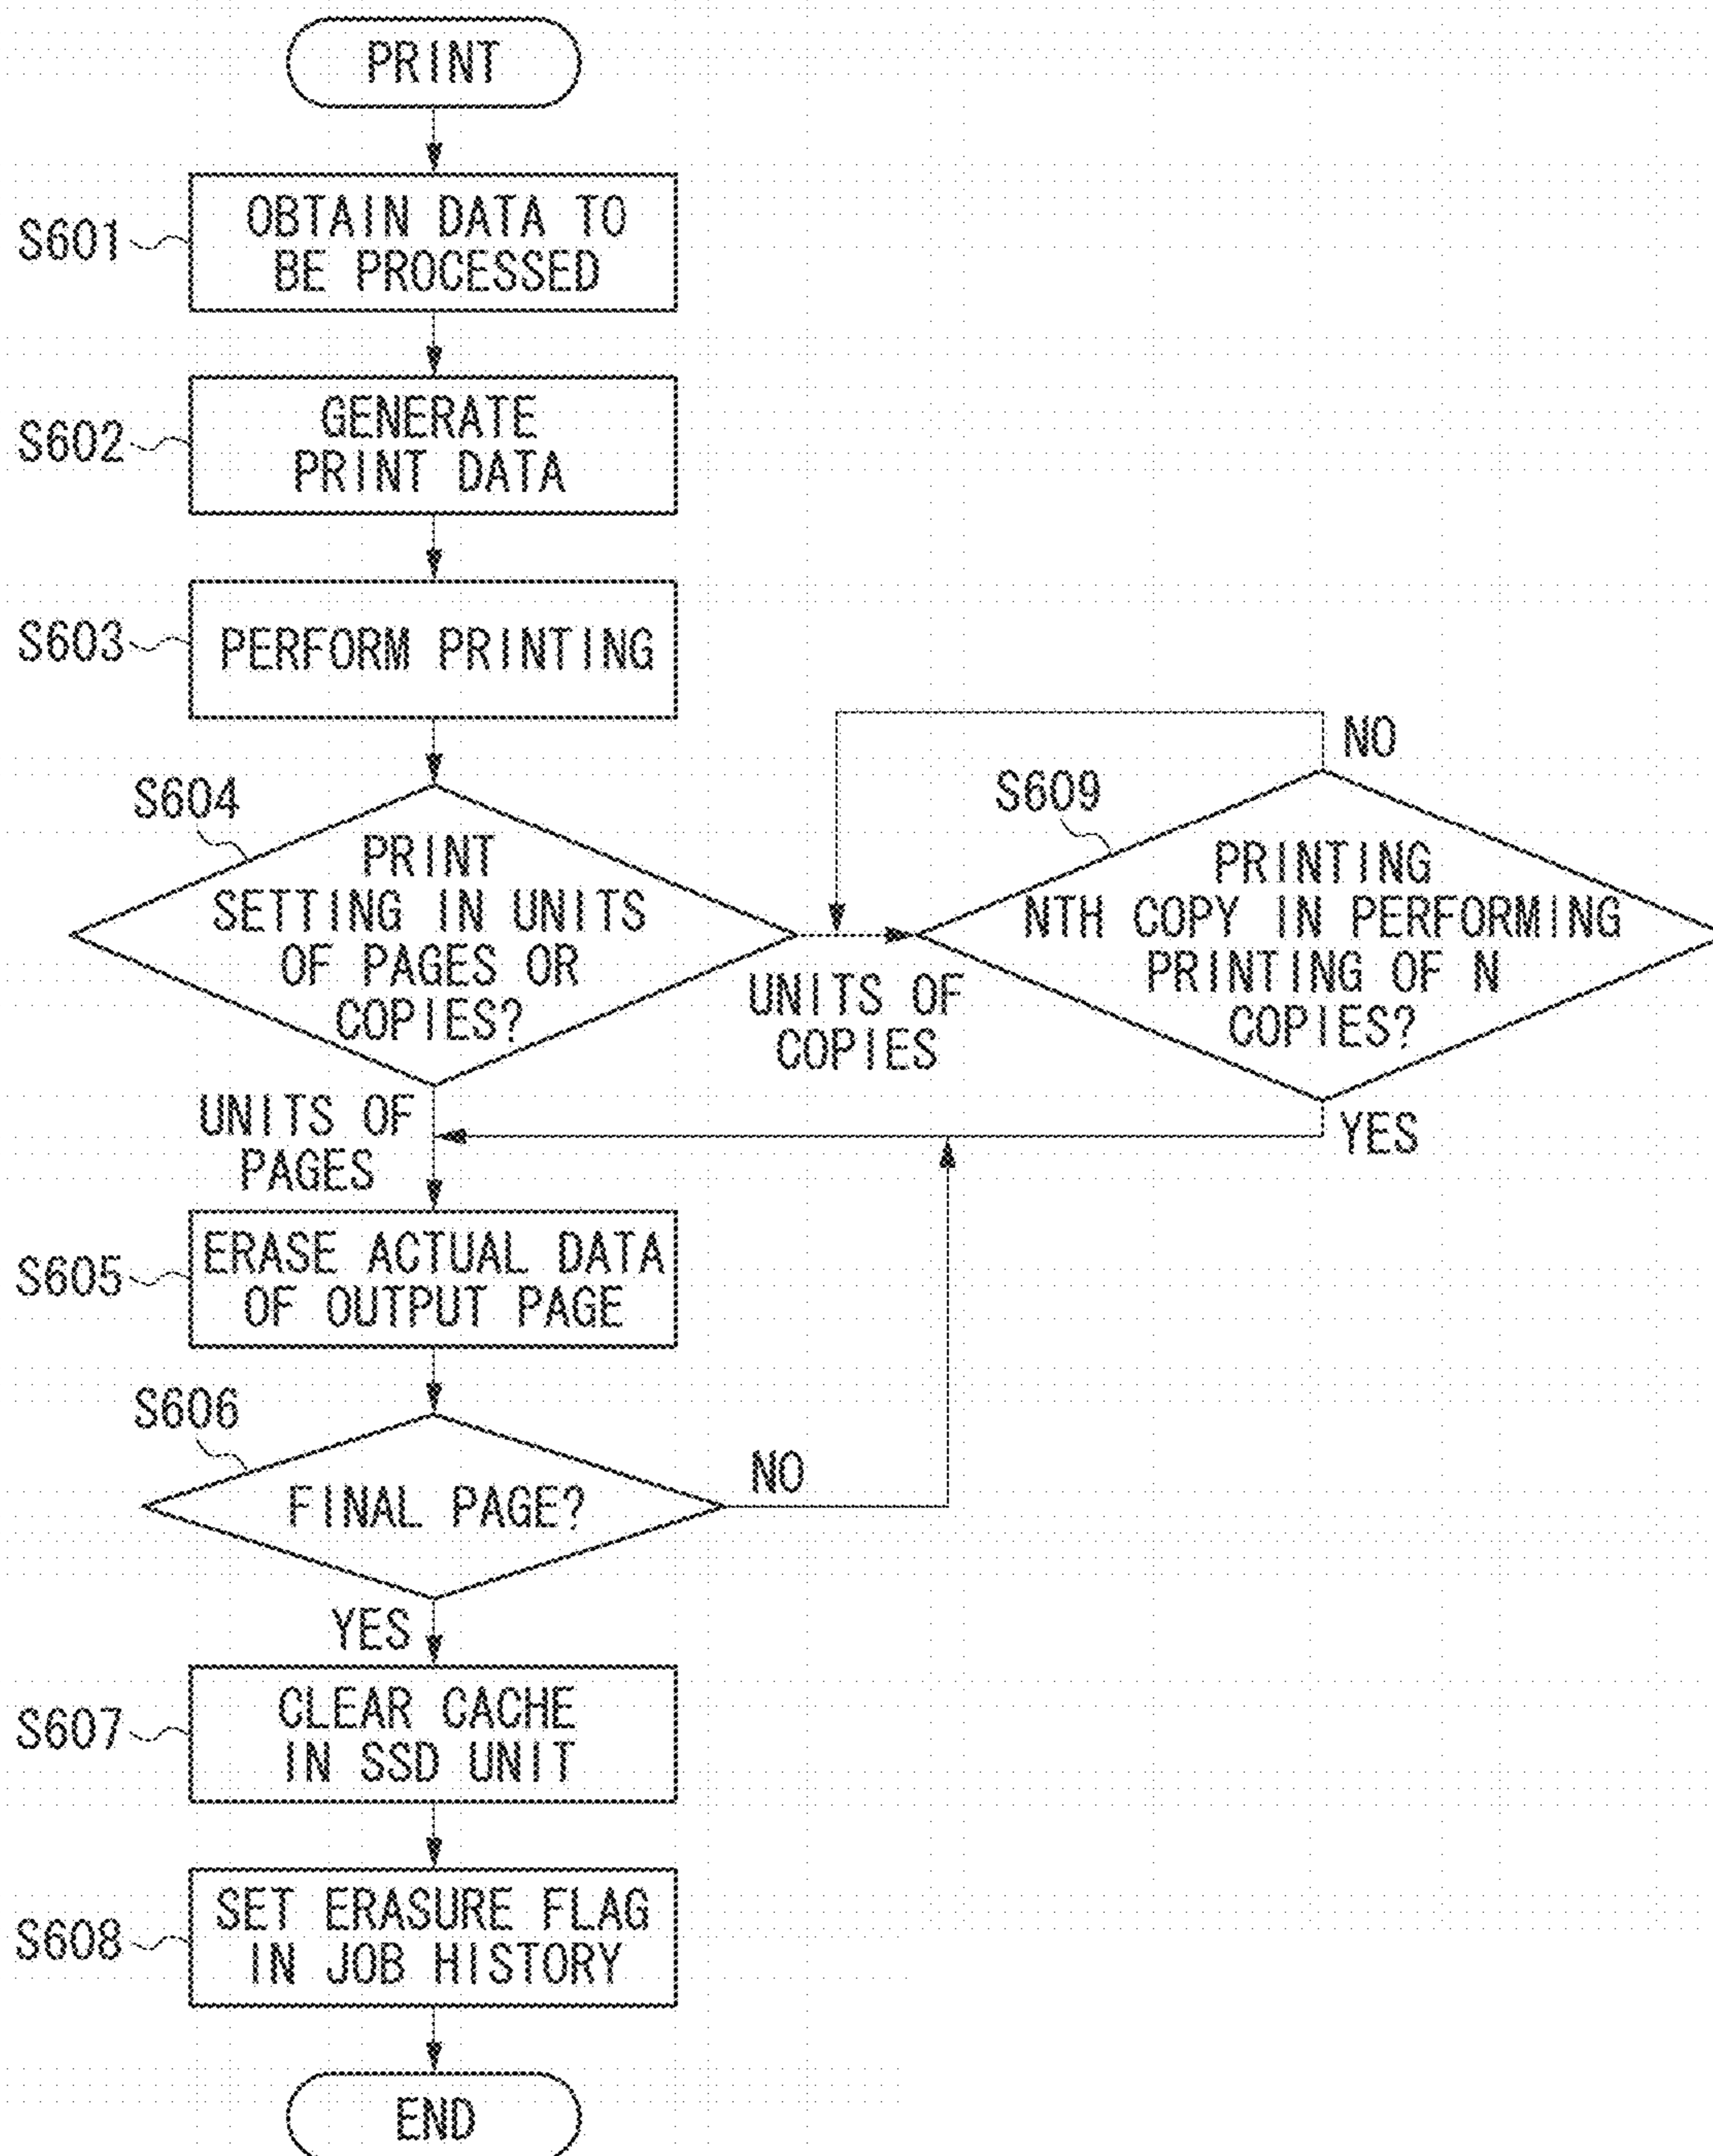 PRINT
S601
OBTAIN DATA TO
BE PROCESSED
S602
GENERATE
PRINT DATA
S603
PERFORM PRINTING
S604
PRINT
SETTING IN UNITS
OF PAGES OR
COPIES?
UNITS OF
COPIES
S609
PRINTING
NTH COPY IN PERFORMING
PRINTING OF N
COPIES?
NO
YES
UNITS OF
PAGES
S605
ERASE ACTUAL DATA
OF OUTPUT PAGE
S606
FINAL PAGE?
NO
YES
S607
CLEAR CACHE
IN SSD UNIT
S608
SET ERASURE FLAG
IN JOB HISTORY
END